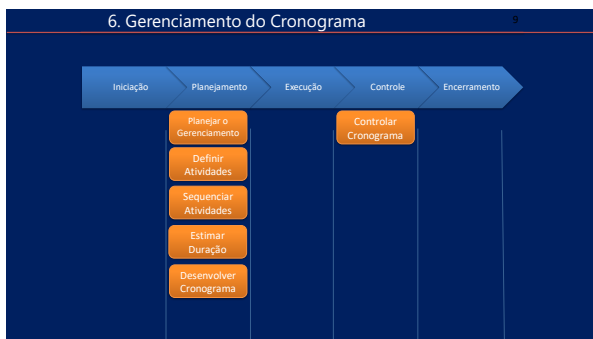 6. Gerenciamento do Cronograma
9
Iniciação
Planejamento
Execução
Controle
Encerramento
Planejar o
Gerenciamento
Definir
Atividades
Sequenciar
Atividades
Estimar
Duração
Desenvolver
Cronograma
Controlar
Cronograma